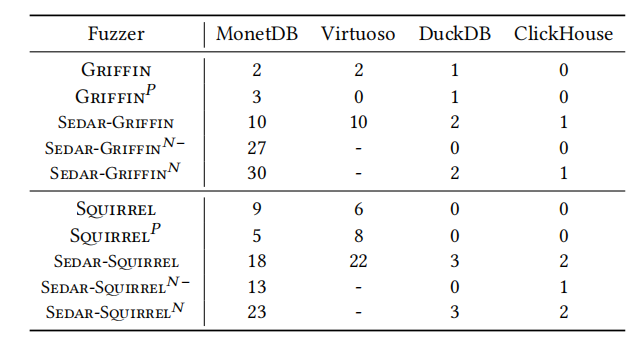 Fuzzer MonetDB Virtuoso DuckDB ClickHouse
GRIFFIN 2 2 1 0
GRIFFIN^P 3 0 1 0
SEDAR-GRIFFIN 10 10 2 1
SEDAR-GRIFFIN^N− 27 - 0 0
SEDAR-GRIFFIN^N 30 - 2 1
SQUIRREL 9 6 0 0
SQUIRREL^P 5 8 0 0
SEDAR-SQUIRREL 18 22 3 2
SEDAR-SQUIRREL^N− 13 - 0 1
SEDAR-SQUIRREL^N 23 - 3 2